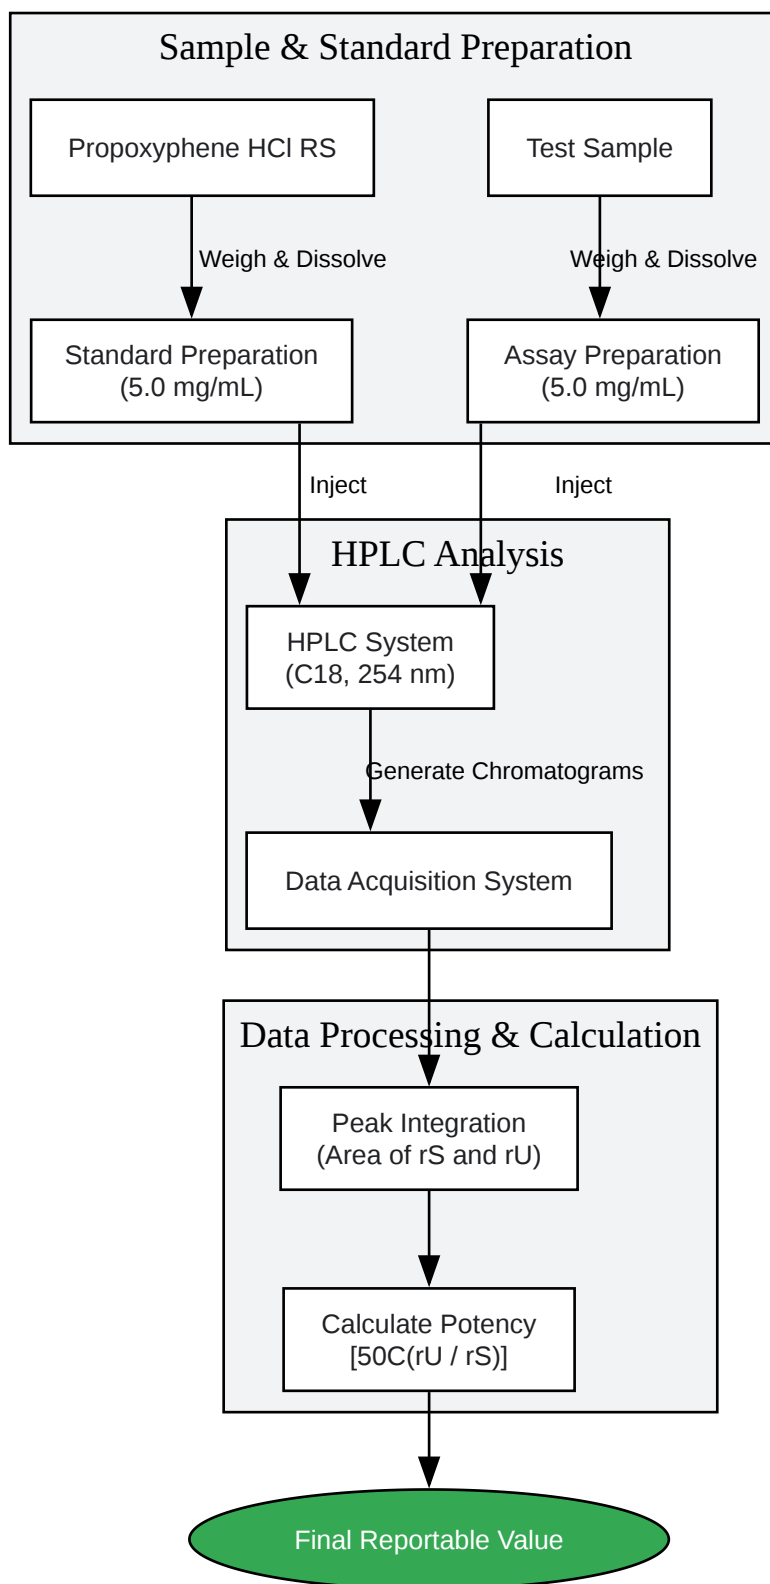 Sample & Standard Preparation
Propoxyphene HCl RS
Test Sample
Weigh & Dissolve
Weigh & Dissolve
Standard Preparation
(5.0 mg/mL)
Assay Preparation
(5.0 mg/mL)
Inject
Inject
HPLC Analysis
HPLC System
(C18, 254 nm)
Generate Chromatograms
Data Acquisition System
Data Processing & Calculation
Peak Integration
(Area of rS and rU)
Calculate Potency
[50C(rU / rS)]
Final Reportable Value